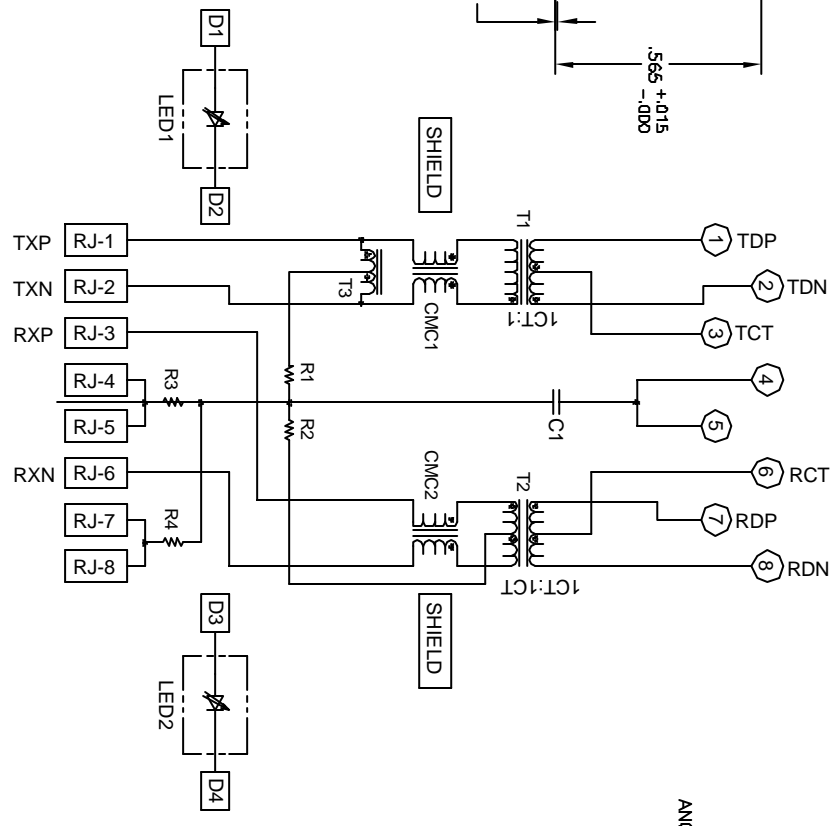 .565 +.015
-.000
D1
LED1
D2
SHIELD
T1
TXP RJ-1
1 TDP
TXN RJ-2
T3
CMC1
1CT:1
2 TDN
RXP RJ-3
3 TCT
RJ-4
R3
R1
4
RJ-5
R2
C1
5
RXN RJ-6
CMC2
T2
6 RCT
RJ-7
R4
7 RDP
RJ-8
1CT:1CT
8 RDN
D3
LED2
D4
SHIELD